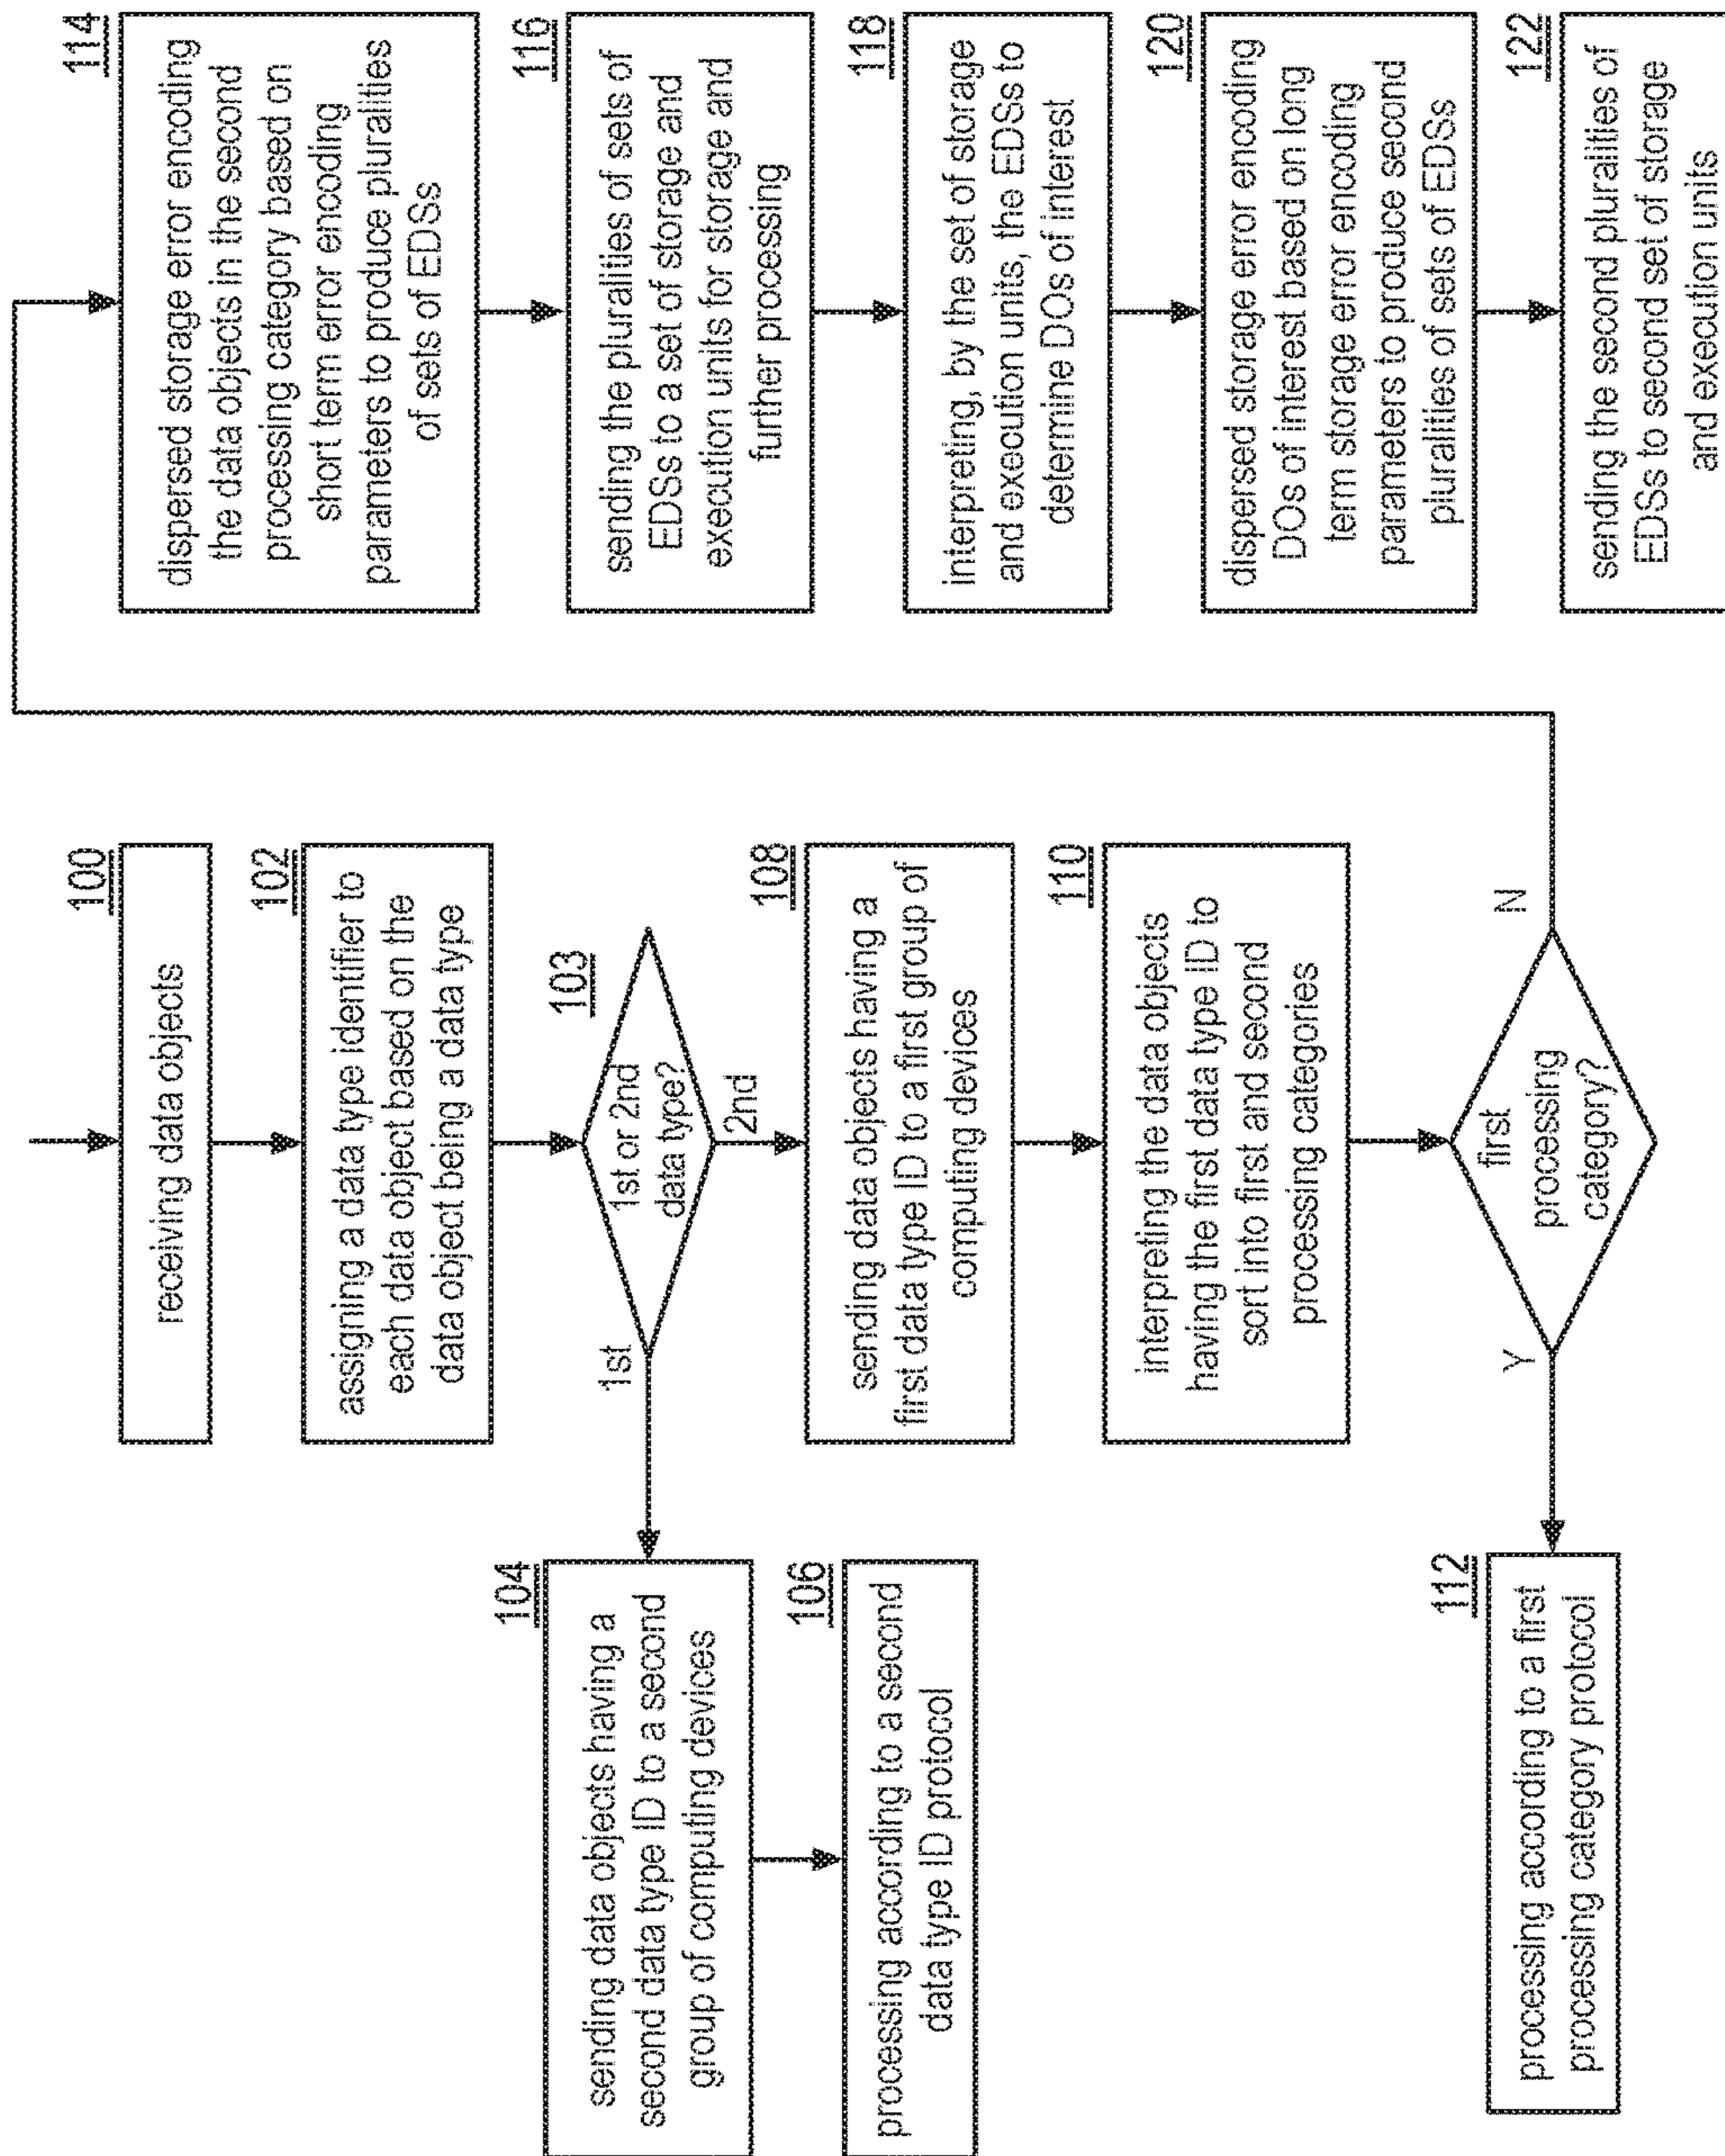 100
receiving data objects
102
assigning a data type identifier to
each data object based on the
data object being a data type
103
1st or 2nd
data type?
1st
2nd
104
sending data objects having a
second data type ID to a second
group of computing devices
106
processing according to a second
data type ID protocol
108
sending data objects having a
first data type ID to a first group of
computing devices
110
interpreting the data objects
having the first data type ID to
sort into first and second
processing categories
first
processing
category?
Y
N
112
processing according to a first
processing category protocol
114
dispersed storage error encoding
the data objects in the second
processing category based on
short term error encoding
parameters to produce pluralities
of sets of EDSs
116
sending the pluralities of sets of
EDSs to a set of storage and
execution units for storage and
further processing
118
interpreting, by the set of storage
and execution units, the EDSs to
determine DOs of interest
120
dispersed storage error encoding
DOs of interest based on long
term storage error encoding
parameters to produce second
pluralities of sets of EDSs
122
sending the second pluralities of
EDSs to second set of storage
and execution units